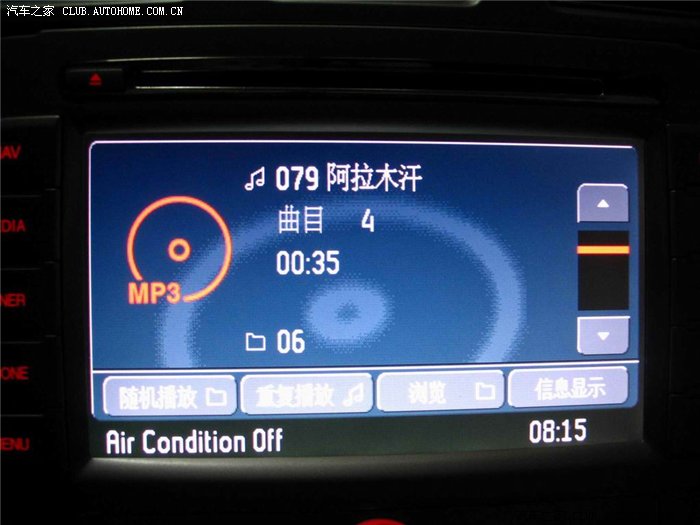 汽车之家 CLUB.AUTOHOME.COM.CN
NAV
079 阿拉木汗
曲目 4
00:35
MP3
06
随机播放 重复播放 浏览 信息显示
Air Condition Off 08:15
MENU